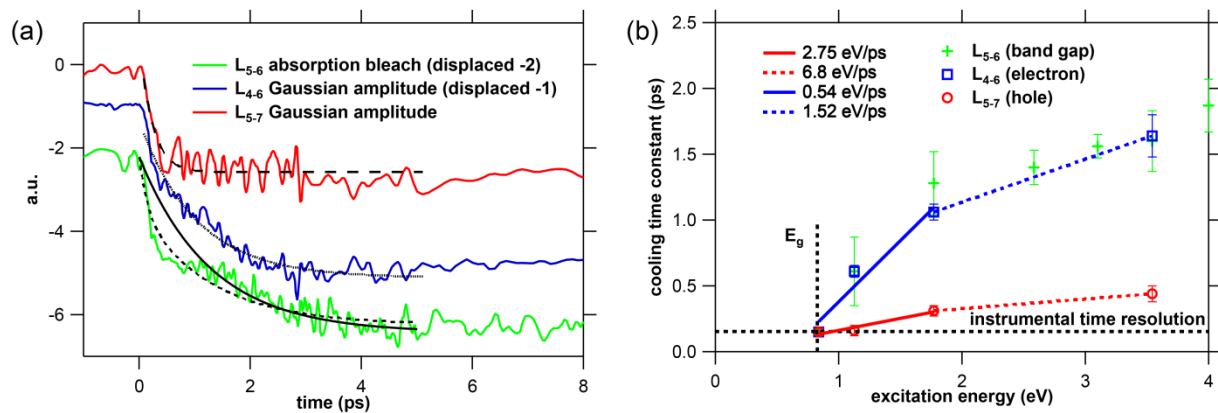 (a)
0
-2
-4
-6
a.u.
L5-6 absorption bleach (displaced -2)
L4-6 Gaussian amplitude (displaced -1)
L5-7 Gaussian amplitude
0
2
4
6
8
time (ps)
(b)
2.5
2.0
1.5
1.0
0.5
0.0
cooling time constant (ps)
2.75 eV/ps
6.8 eV/ps
0.54 eV/ps
1.52 eV/ps
L5-6 (band gap)
L4-6 (electron)
L5-7 (hole)
Eg
instrumental time resolution
0
1
2
3
4
excitation energy (eV)